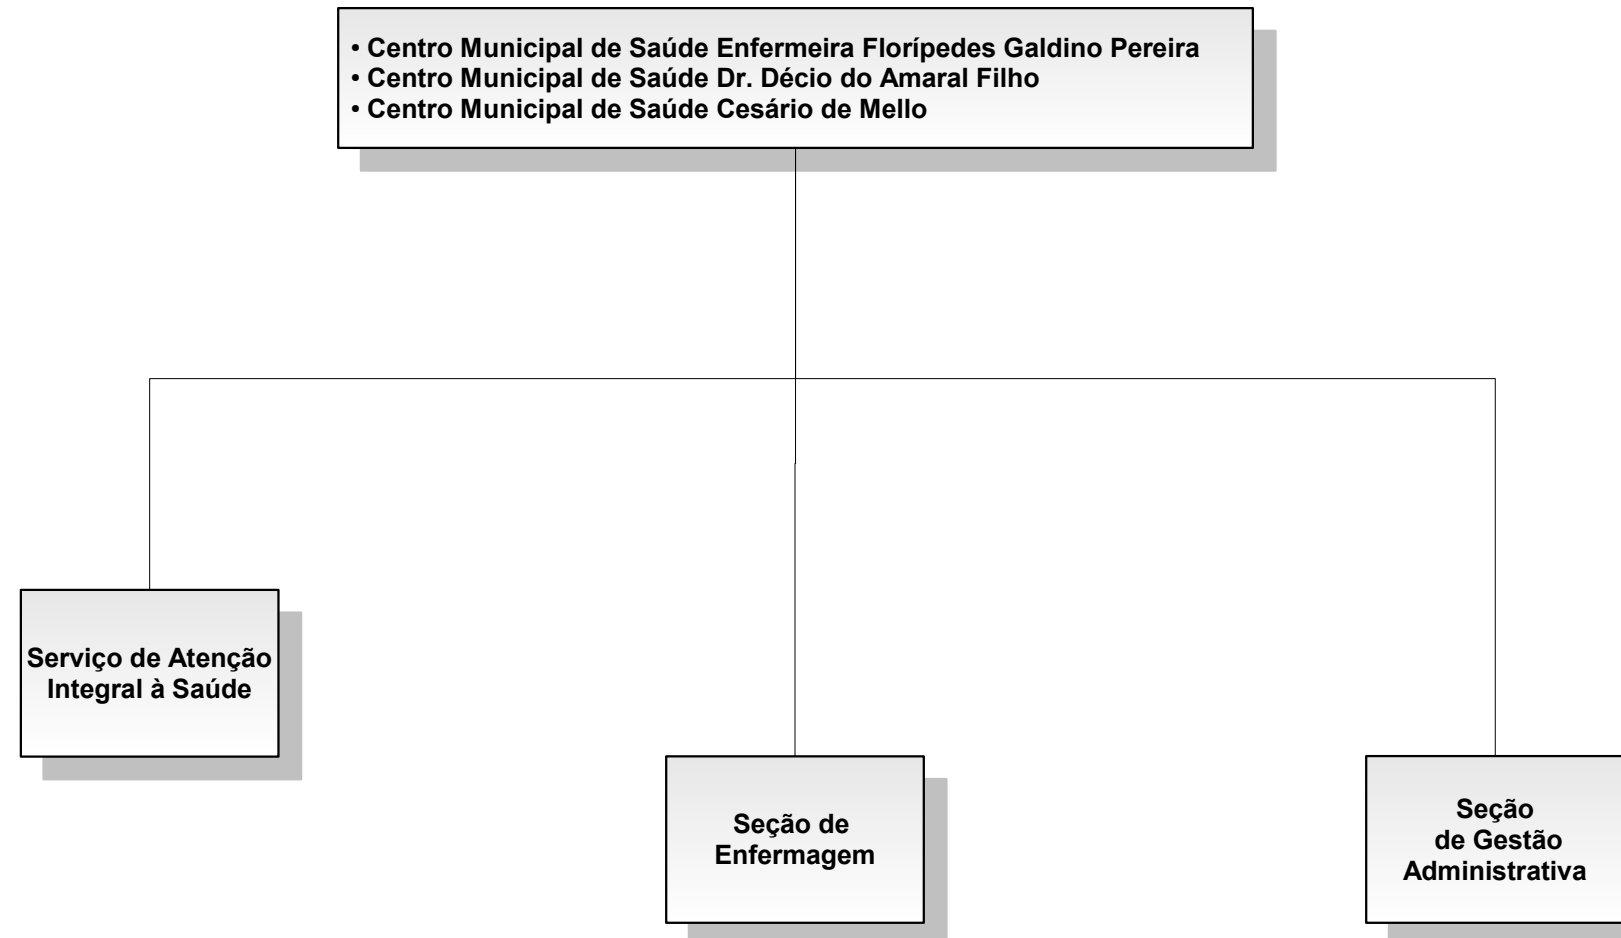 • Centro Municipal de Saúde Enfermeira Florípedes Galdino Pereira
• Centro Municipal de Saúde Dr. Décio do Amaral Filho
• Centro Municipal de Saúde Cesário de Mello
Serviço de Atenção
Integral à Saúde
Seção de
Enfermagem
Seção
de Gestão
Administrativa